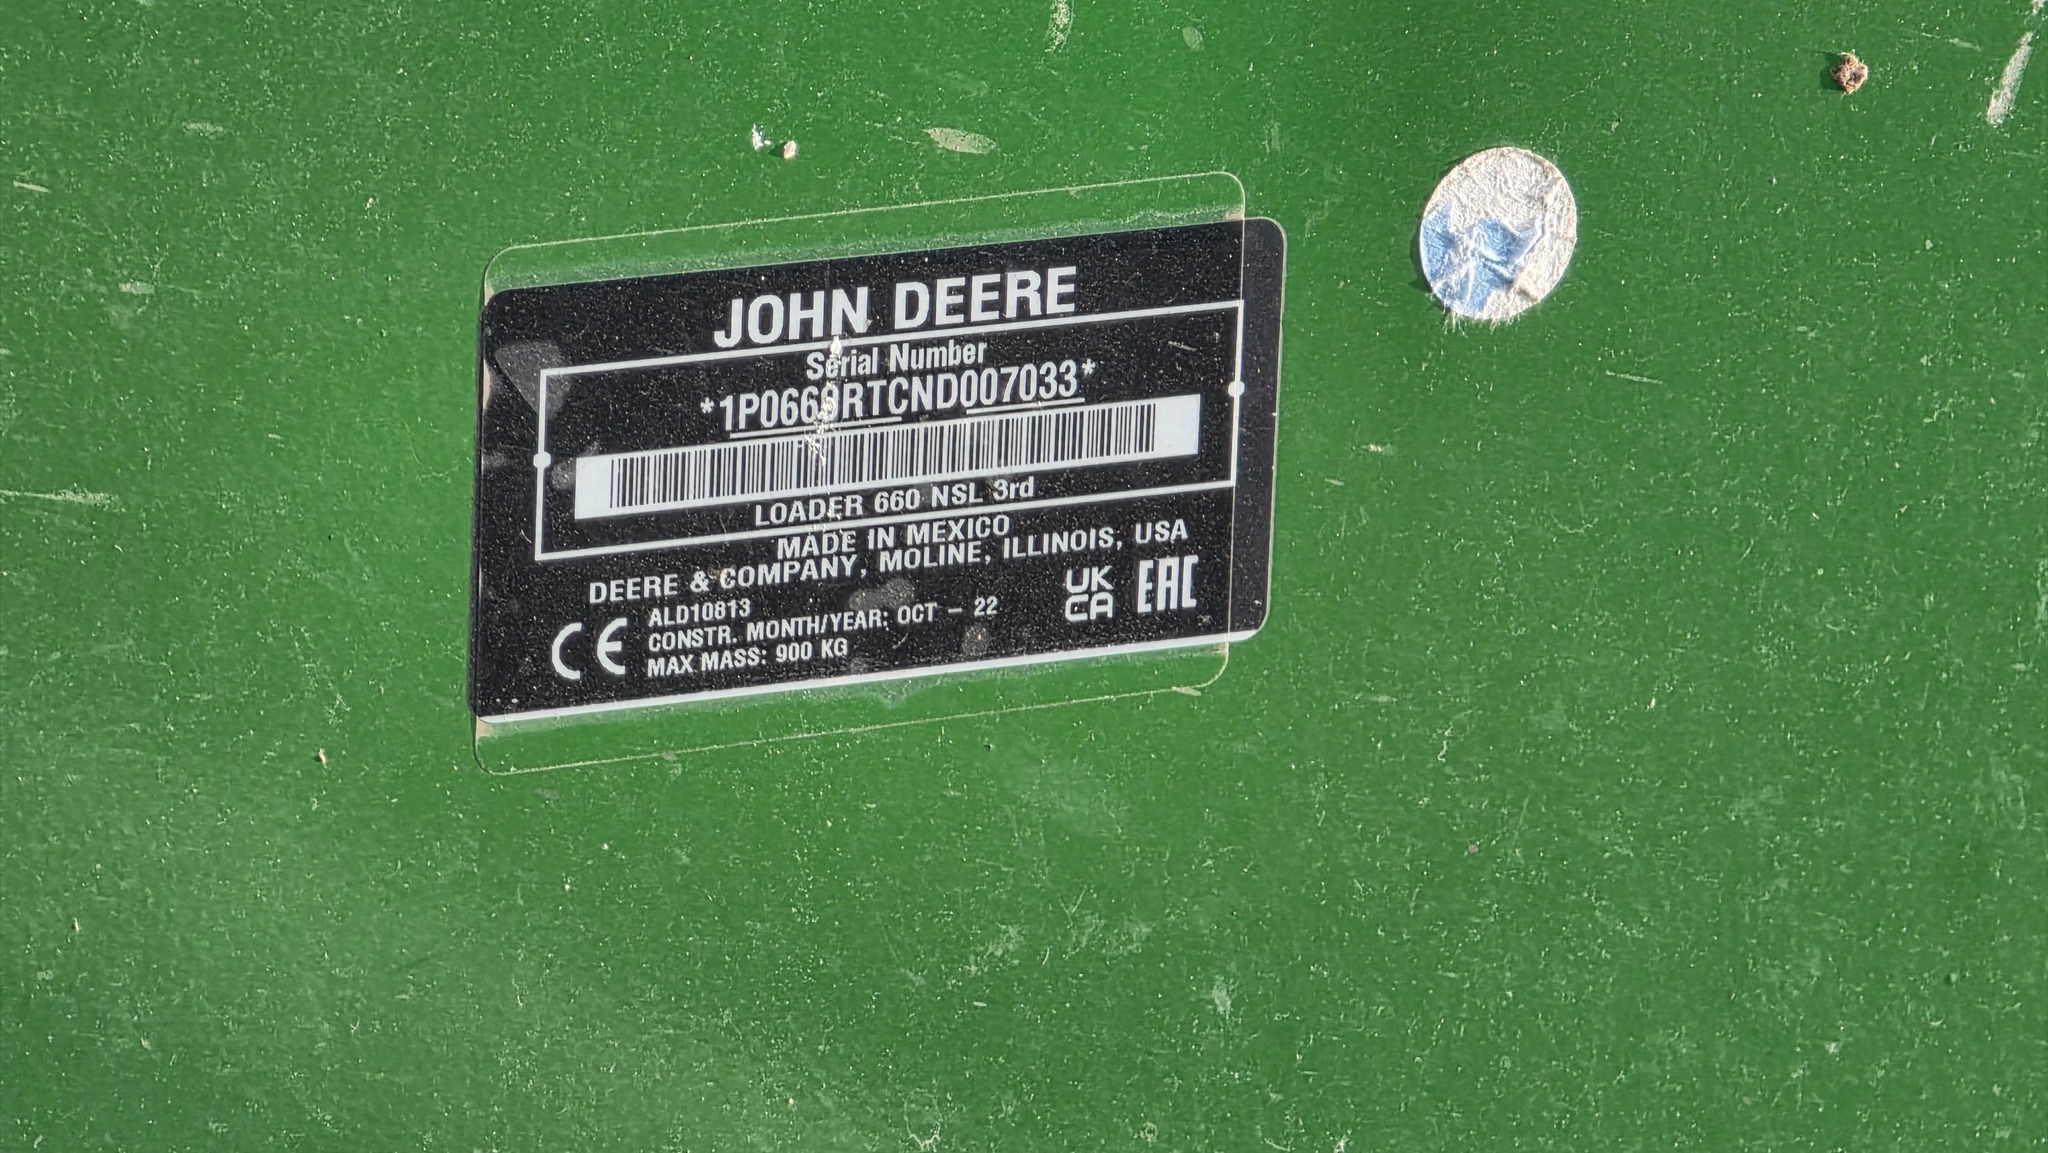 JOHN DEERE
Serial Number
*1P0660RTCND007033*
LOADER 660 NSL 3rd
MADE IN MEXICO
DEERE & COMPANY, MOLINE, ILLINOIS, USA
CE
ALD10813
CONSTR. MONTH/YEAR: OCT – 22
MAX MASS: 900 KG
UK
CA
EAC